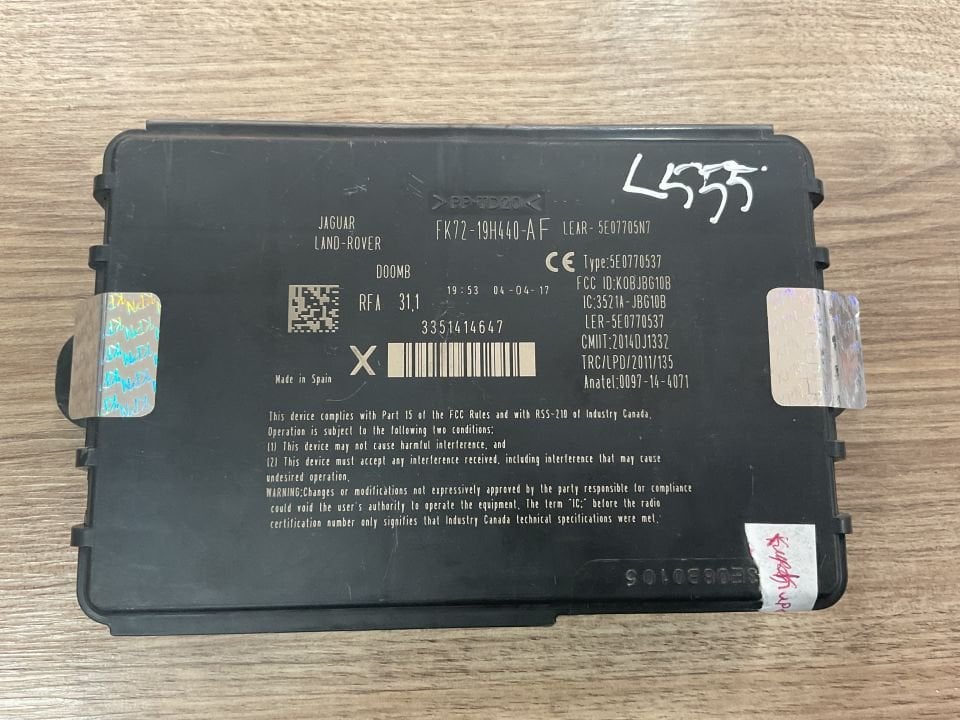 L555
>PP-TD20<
JAGUAR
LAND-ROVER
FK72-19H440-AF
LEAR- 5E07705N7
DOOMB
RFA 31.1
19:53 04-04-17
3351414647
X
Made in Spain
CE Type:5E0770537
FCC ID:KOBJBG10B
IC:3521A-JBG10B
LER-5E0770537
CMIIT:2014DJ1332
TRC/LPD/2011/135
Anatel:0097-14-4071
This device complies with Part 15 of the FCC Rules and with RSS-210 of Industry Canada.
Operation is subject to the following two conditions:
(1) This device may not cause harmful interference, and
(2) This device must accept any interference received, including interference that may cause
undesired operation.
WARNING:Changes or modifications not expressively approved by the party responsible for compliance
could void the user's authority to operate the equipment. The term "IC:" before the radio
certification number only signifies that Industry Canada technical specifications were met.